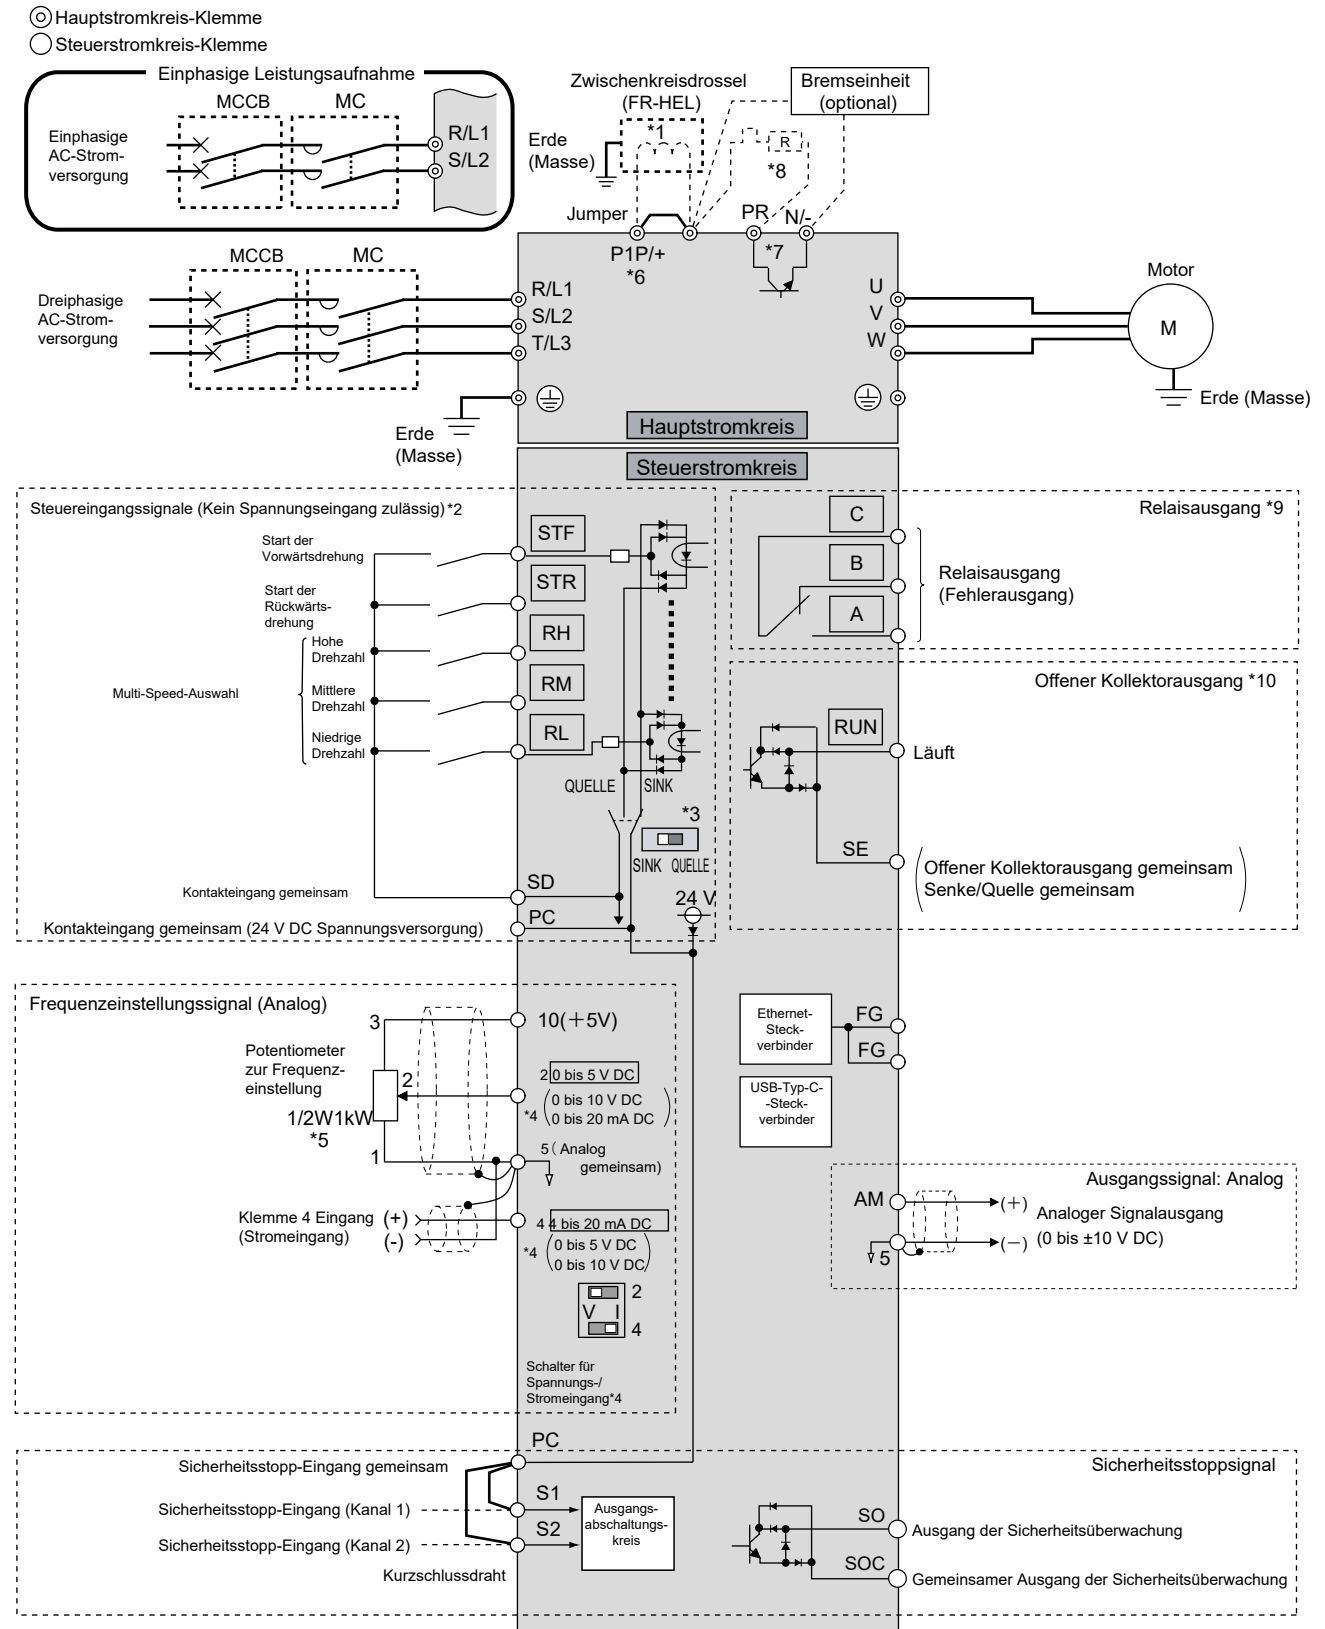 Hauptstromkreis-Klemme
Steuerstromkreis-Klemme
Einphasige Leistungsaufnahme
MCCB
MC
Einphasige
AC-Strom-
versorgung
R/L1
S/L2
Zwischenkreisdrossel
(FR-HEL)
*1
Erde
(Masse)
Bremseinheit
(optional)
R
*8
Jumper
PR
N/-
P1P/+
*6
*7
MCCB
MC
Dreiphasige
AC-Strom-
versorgung
R/L1
S/L2
T/L3
U
V
W
Motor
M
Erde (Masse)
Erde
(Masse)
Hauptstromkreis
Steuerstromkreis
Steuereingangssignale (Kein Spannungseingang zulässig)*2
Start der
Vorwärtsdrehung
STF
Start der
Rückwärts-
drehung
STR
Multi-Speed-Auswahl
Hohe
Drehzahl
RH
Mittlere
Drehzahl
RM
Niedrige
Drehzahl
RL
QUELLE
SINK
*3
SINK
QUELLE
Kontakteingang gemeinsam
SD
24 V
Kontakteingang gemeinsam (24 V DC Spannungsversorgung)
PC
Relaisausgang *9
C
B
A
Relaisausgang
(Fehlerausgang)
Offener Kollektorausgang *10
RUN
Läuft
SE
Offener Kollektorausgang gemeinsam
Senke/Quelle gemeinsam
Frequenzeinstellungssignal (Analog)
3
10(+5V)
Potentiometer
zur Frequenz-
einstellung
2
1/2W1kW
*5
1
2 0 bis 5 V DC
*4
(0 bis 10 V DC
0 bis 20 mA DC)
5 (Analog
gemeinsam)
Klemme 4 Eingang
(Stromeingang)
(+)
(-)
4 4 bis 20 mA DC
*4
(0 bis 5 V DC
0 bis 10 V DC)
2
V I
4
Schalter für
Spannungs-/
Stromeingang*4
Ethernet-
Steck-
verbinder
FG
FG
USB-Typ-C-
-Steck-
verbinder
Ausgangssignal: Analog
AM
(+)
Analoger Signalausgang
(0 bis ±10 V DC)
5
(−)
PC
Sicherheitsstopp-Eingang gemeinsam
Sicherheitsstoppsignal
S1
Sicherheitsstopp-Eingang (Kanal 1)
S2
Sicherheitsstopp-Eingang (Kanal 2)
Ausgangs-
abschaltungs-
kreis
Kurzschlussdraht
SO
Ausgang der Sicherheitsüberwachung
SOC
Gemeinsamer Ausgang der Sicherheitsüberwachung